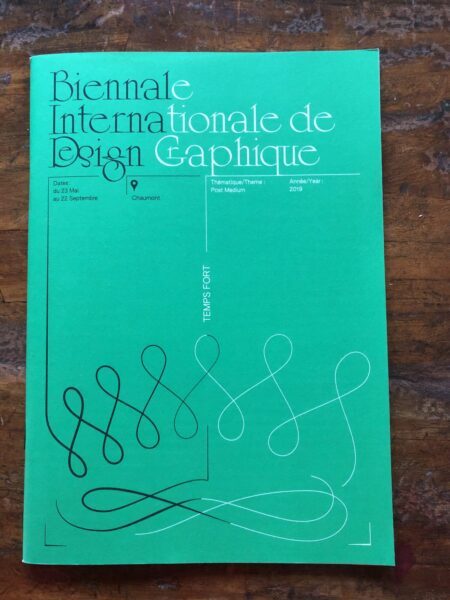 Biennale
Internationale de
Design Graphique
Dates:
du 23 Mai
au 22 Septembre
Chaumont
Thématique/Theme :
Post Medium
Année/Year :
2019
TEMPS FORT